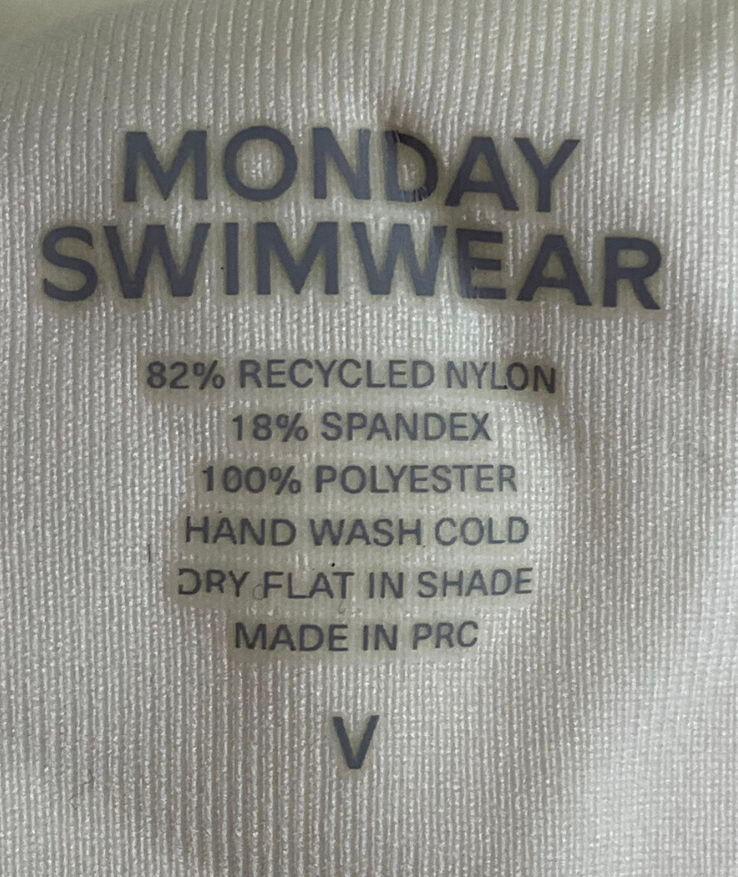 MONDAY
SWIMWEAR
82% RECYCLED NYLON
18% SPANDEX
100% POLYESTER
HAND WASH COLD
DRY FLAT IN SHADE
MADE IN PRC
V